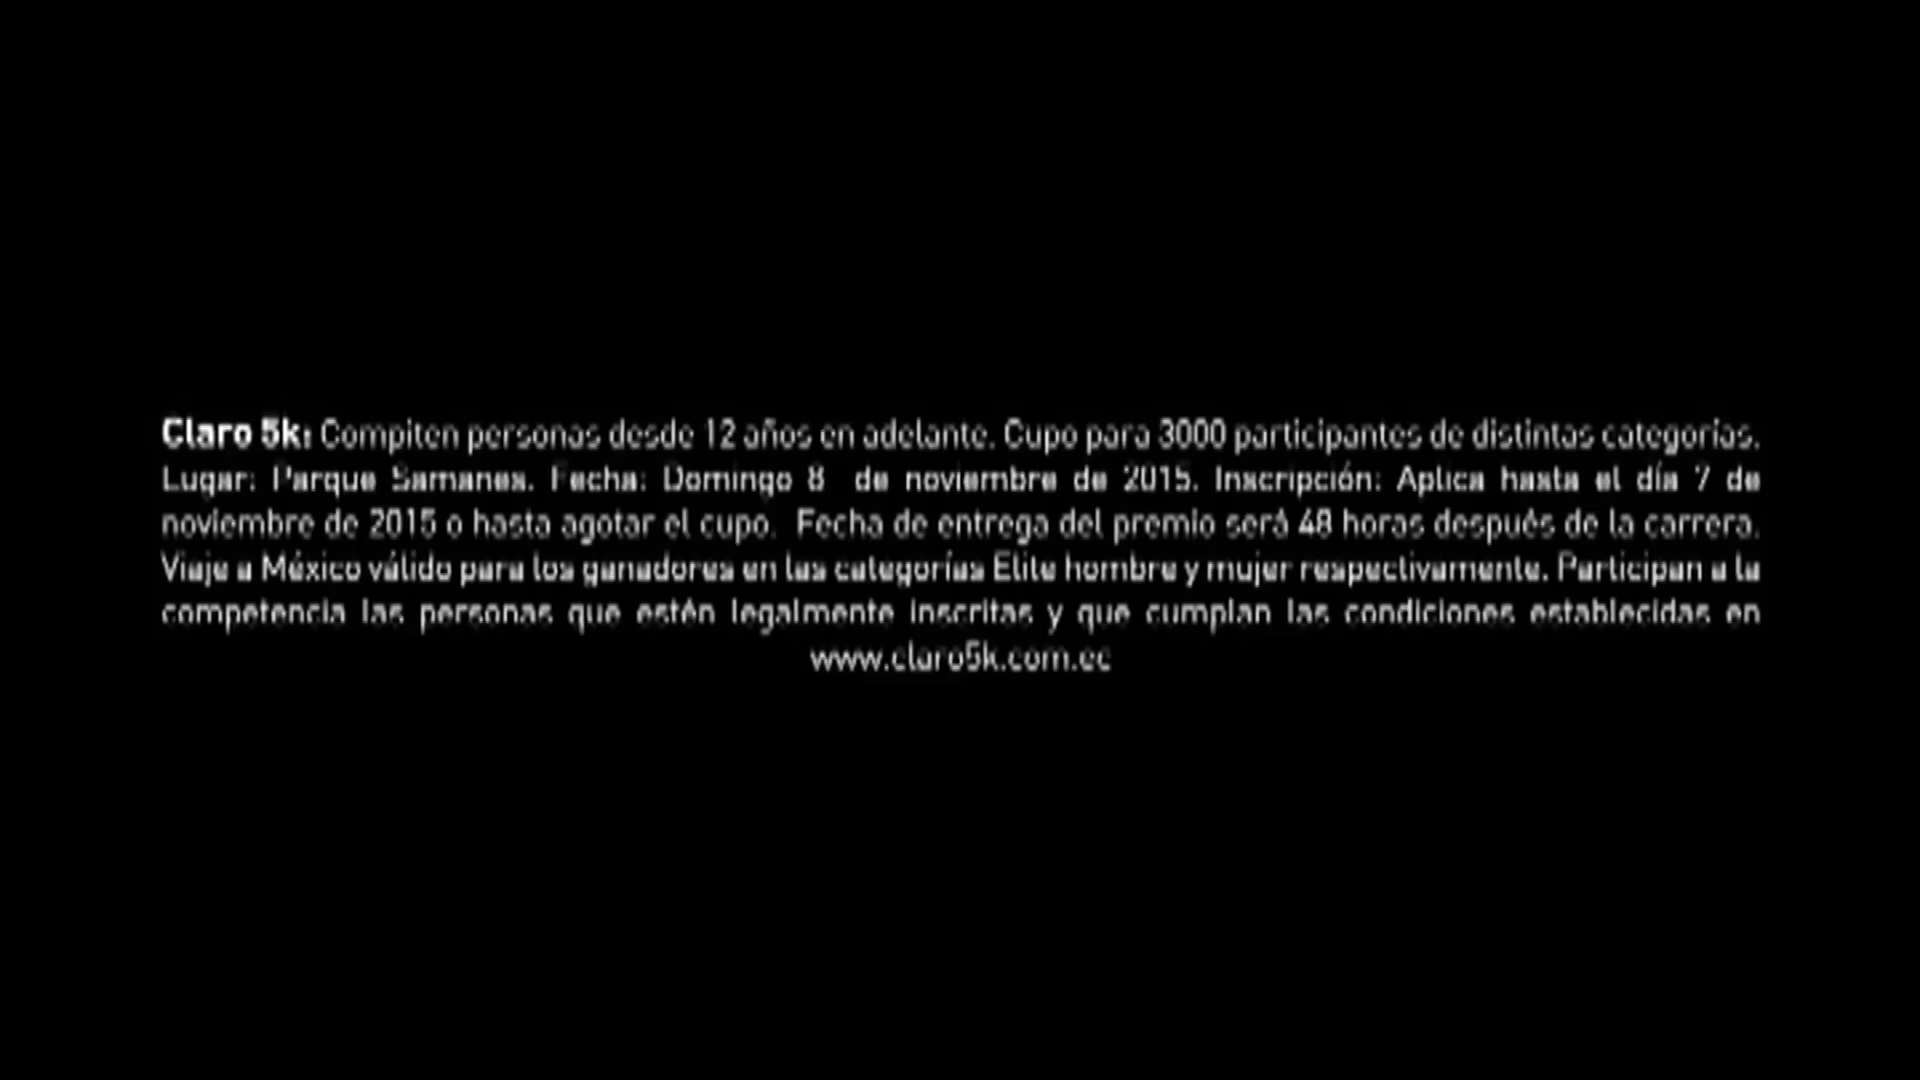 Claro 5k: Compiten personas desde 12 años en adelante. Cupo para 3000 participantes de distintas categorías.
Lugar: Parque Samanes. Fecha: Domingo 8 de noviembre de 2015. Inscripción: Aplica hasta el día 7 de
noviembre de 2015 o hasta agotar el cupo. Fecha de entrega del premio será 48 horas después de la carrera.
Viaje a México válido para los ganadores en las categorías Elite hombre y mujer respectivamente. Participan a la
competencia las personas que estén legalmente inscritas y que cumplan las condiciones establecidas en
www.claro5k.com.ec